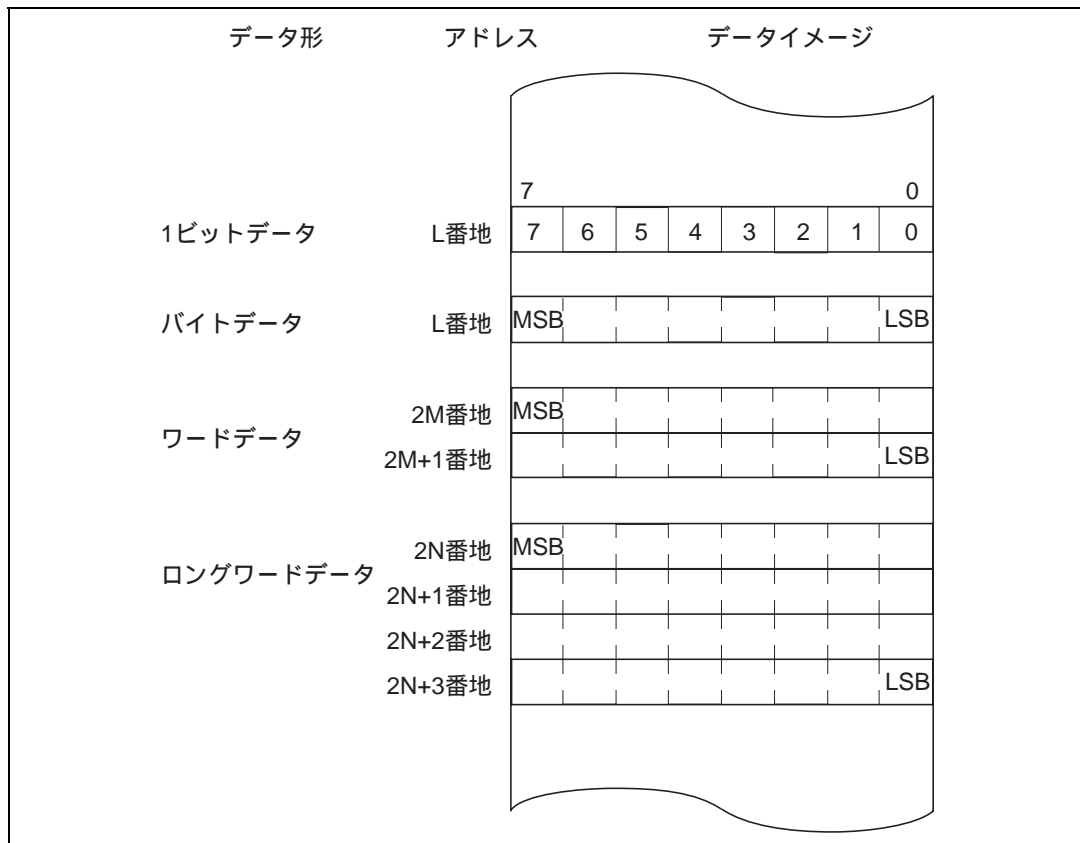 データ形 アドレス データイメージ
7 0
1ビットデータ L番地 7 6 5 4 3 2 1 0
バイトデータ L番地 MSB LSB
2M番地 MSB
ワードデータ
2M+1番地 LSB
2N番地 MSB
ロングワードデータ
2N+1番地
2N+2番地
2N+3番地 LSB